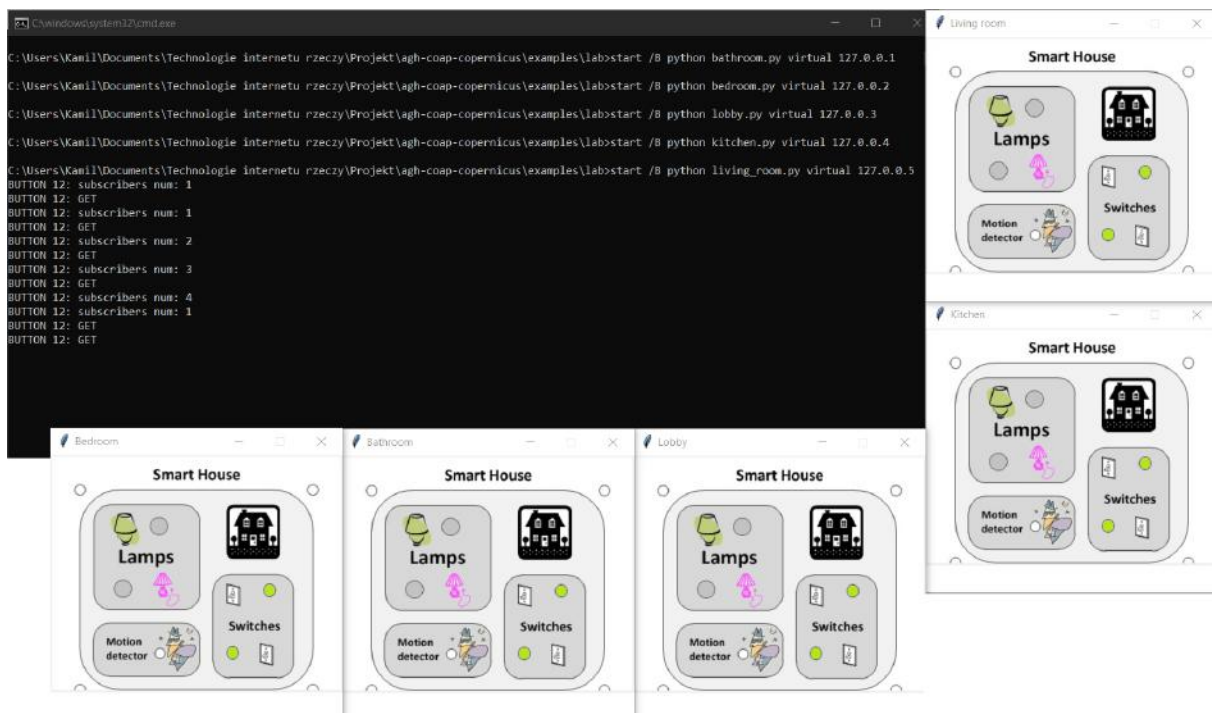 C:\windows\system32\cmd.exe
C:\Users\Kamil\Documents\Technologie internetu rzeczy\Projekt\agh-coap-copernicus\examples\lab>start /B python bathroom.py virtual 127.0.0.1
C:\Users\Kamil\Documents\Technologie internetu rzeczy\Projekt\agh-coap-copernicus\examples\lab>start /B python bedroom.py virtual 127.0.0.2
C:\Users\Kamil\Documents\Technologie internetu rzeczy\Projekt\agh-coap-copernicus\examples\lab>start /B python lobby.py virtual 127.0.0.3
C:\Users\Kamil\Documents\Technologie internetu rzeczy\Projekt\agh-coap-copernicus\examples\lab>start /B python kitchen.py virtual 127.0.0.4
C:\Users\Kamil\Documents\Technologie internetu rzeczy\Projekt\agh-coap-copernicus\examples\lab>start /B python living_room.py virtual 127.0.0.5
BUTTON 12: subscribers num: 1
BUTTON 12: GET
BUTTON 12: subscribers num: 1
BUTTON 12: GET
BUTTON 12: subscribers num: 2
BUTTON 12: GET
BUTTON 12: subscribers num: 3
BUTTON 12: GET
BUTTON 12: subscribers num: 4
BUTTON 12: subscribers num: 1
BUTTON 12: GET
BUTTON 12: GET
Living room
Smart House
Lamps
Switches
Motion
detector
Kitchen
Smart House
Lamps
Switches
Motion
detector
Bedroom
Smart House
Lamps
Switches
Motion
detector
Bathroom
Smart House
Lamps
Switches
Motion
detector
Lobby
Smart House
Lamps
Switches
Motion
detector